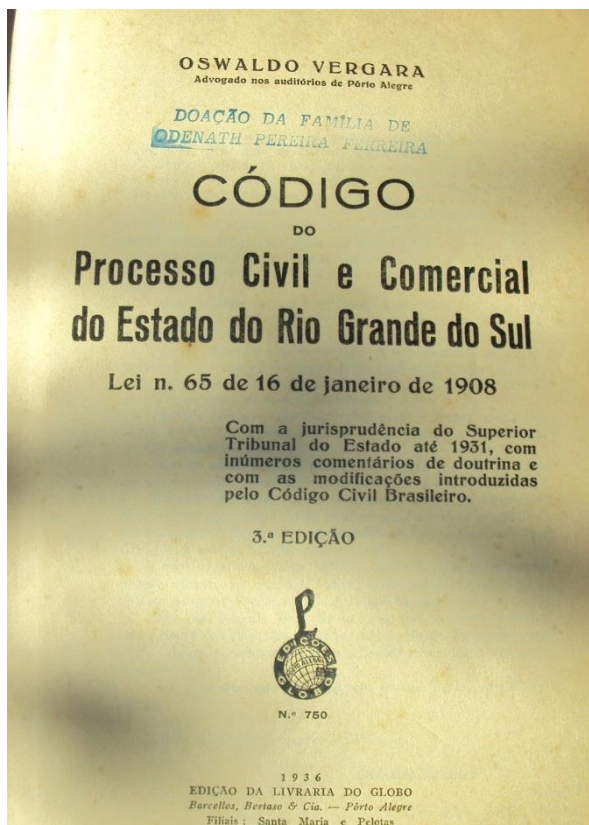 OSWALDO VERGARA
Advogado nos auditórios de Pôrto Alegre
DOAÇÃO DA FAMÍLIA DE
ODENATH PEREIRA FERREIRA
CÓDIGO
DO
Processo Civil e Comercial
do Estado do Rio Grande do Sul
Lei n. 65 de 16 de janeiro de 1908
Com a jurisprudência do Superior
Tribunal do Estado até 1931, com
inúmeros comentários de doutrina e
com as modificações introduzidas
pelo Código Civil Brasileiro.
3.ª EDIÇÃO
EDIÇÕES
GLOBO
N.º 750
1936
EDIÇÃO DA LIVRARIA DO GLOBO
Barcellos, Bertaso & Cia. — Pôrto Alegre
Filiais : Santa Maria e Pelotas